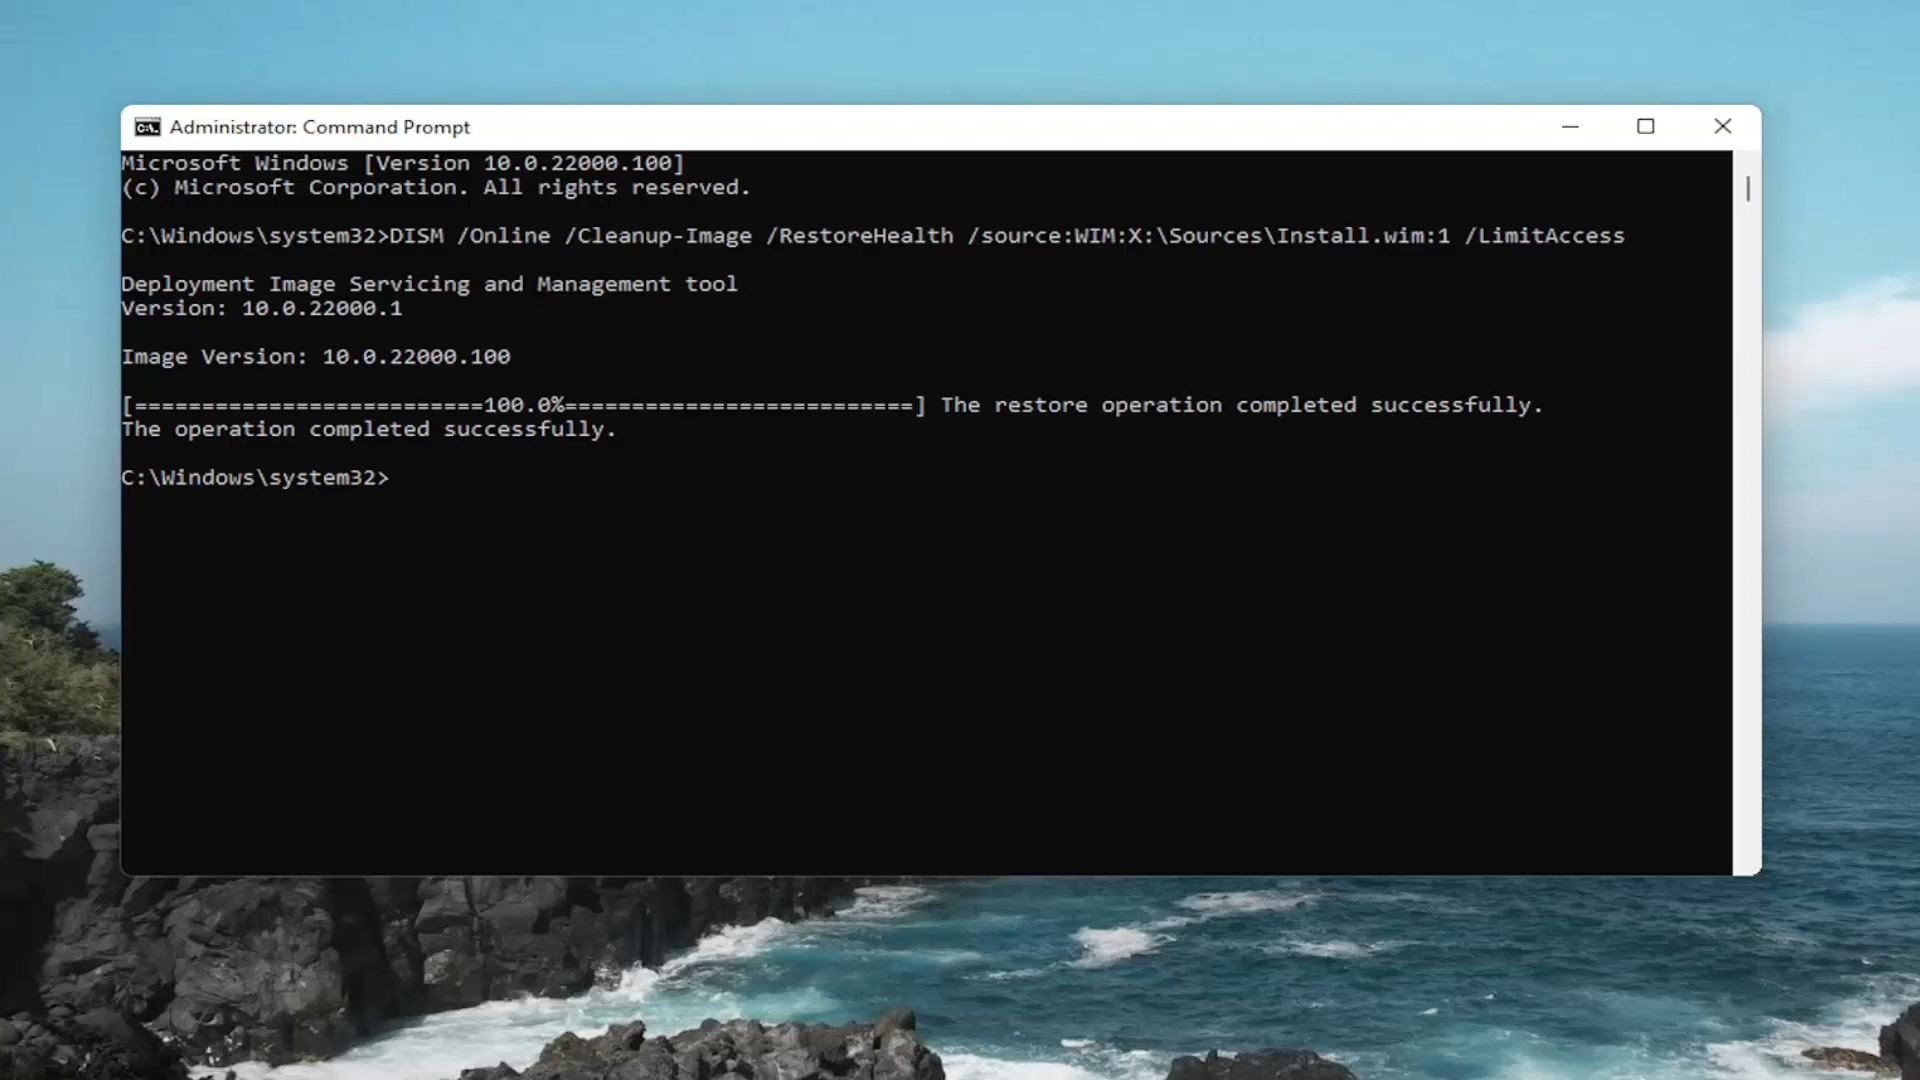 Administrator: Command Prompt
Microsoft Windows [Version 10.0.22000.100]
(c) Microsoft Corporation. All rights reserved.
C:\Windows\system32>DISM /Online /Cleanup-Image /RestoreHealth /source:WIM:X:\Sources\Install.wim:1 /LimitAccess
Deployment Image Servicing and Management tool
Version: 10.0.22000.1
Image Version: 10.0.22000.100
[==========================100.0%==========================] The restore operation completed successfully.
The operation completed successfully.
C:\Windows\system32>